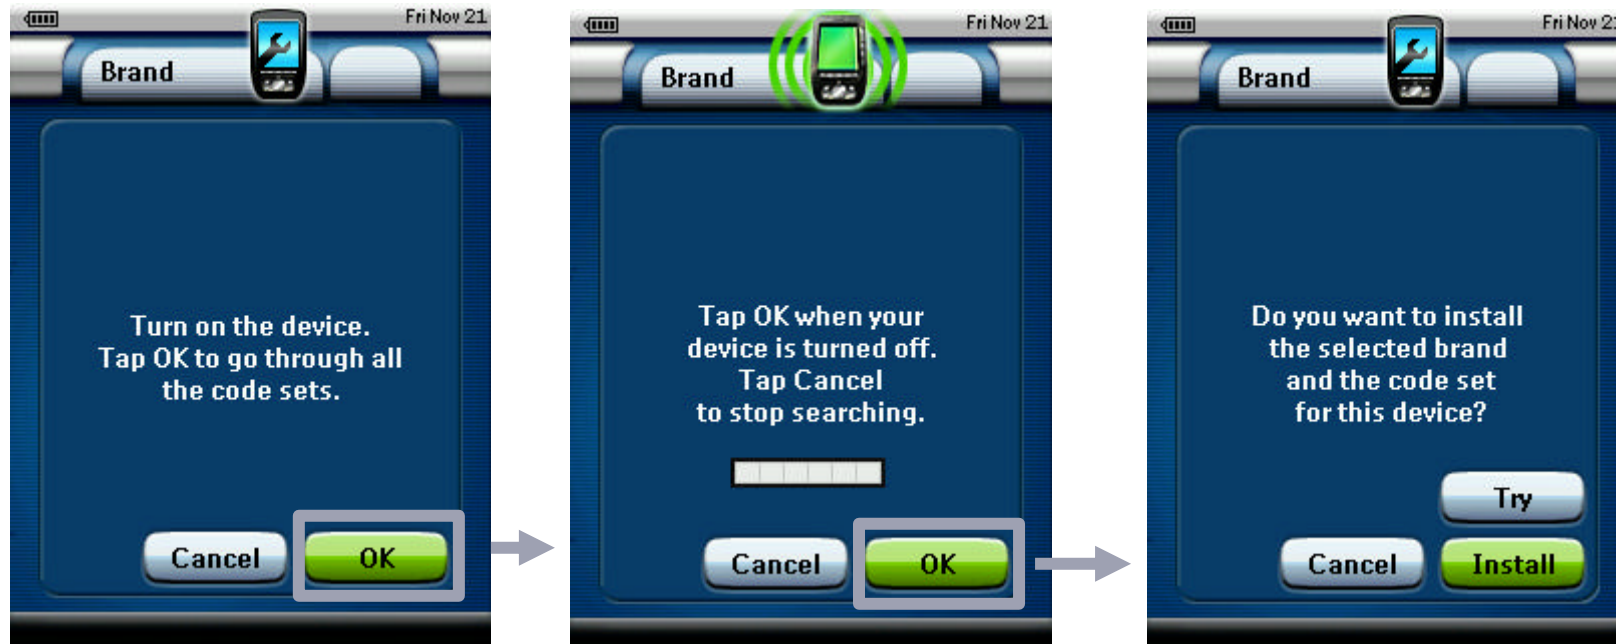 Fri Nov 21
Brand
Turn on the device.
Tap OK to go through all
the code sets.
Cancel
OK
Fri Nov 21
Brand
Tap OK when your
device is turned off.
Tap Cancel
to stop searching.
Cancel
OK
Fri Nov 21
Brand
Do you want to install
the selected brand
and the code set
for this device?
Try
Cancel
Install